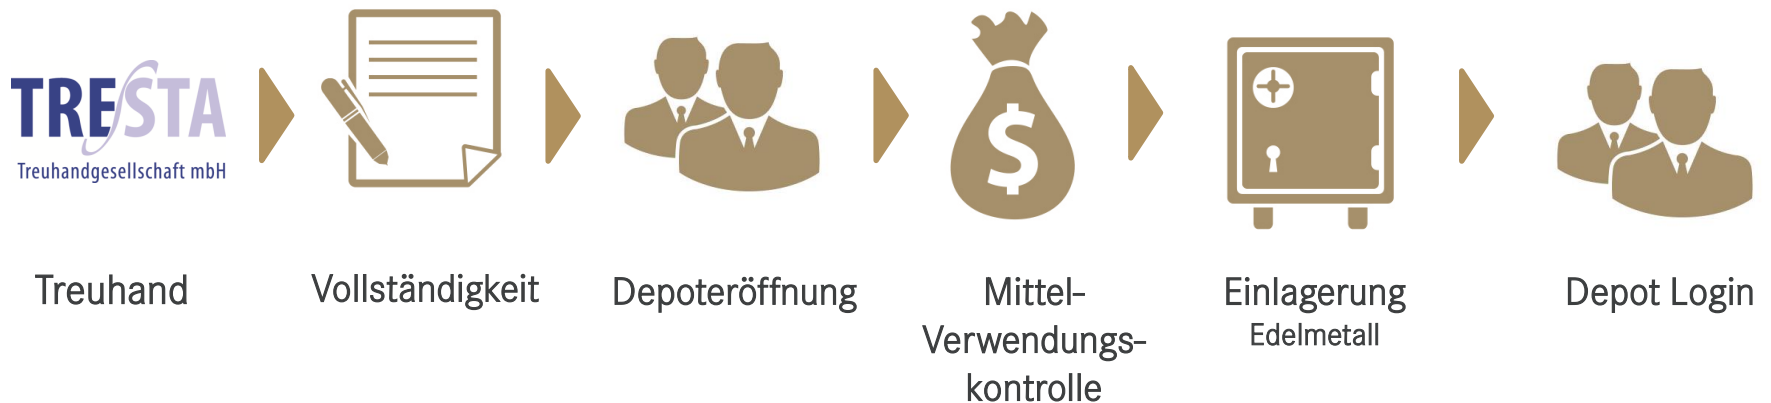 TRESTA
Treuhandgesellschaft mbH
$
Treuhand
Vollständigkeit
Depoteröffnung
Mittel-
Verwendungs-
kontrolle
Einlagerung
Edelmetall
Depot Login